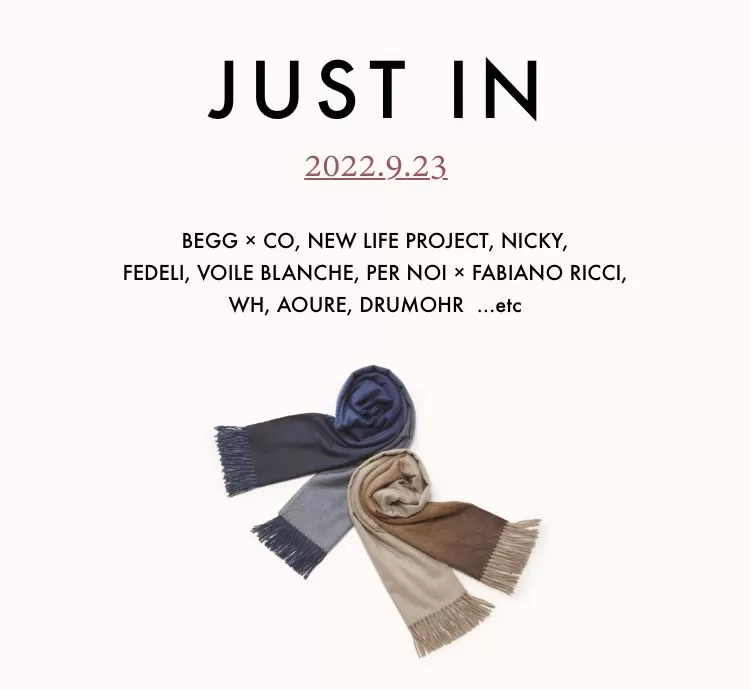 JUST IN
2022.9.23
BEGG × CO, NEW LIFE PROJECT, NICKY,
FEDELI, VOILE BLANCHE, PER NOI × FABIANO RICCI,
WH, AOURE, DRUMOHR ...etc